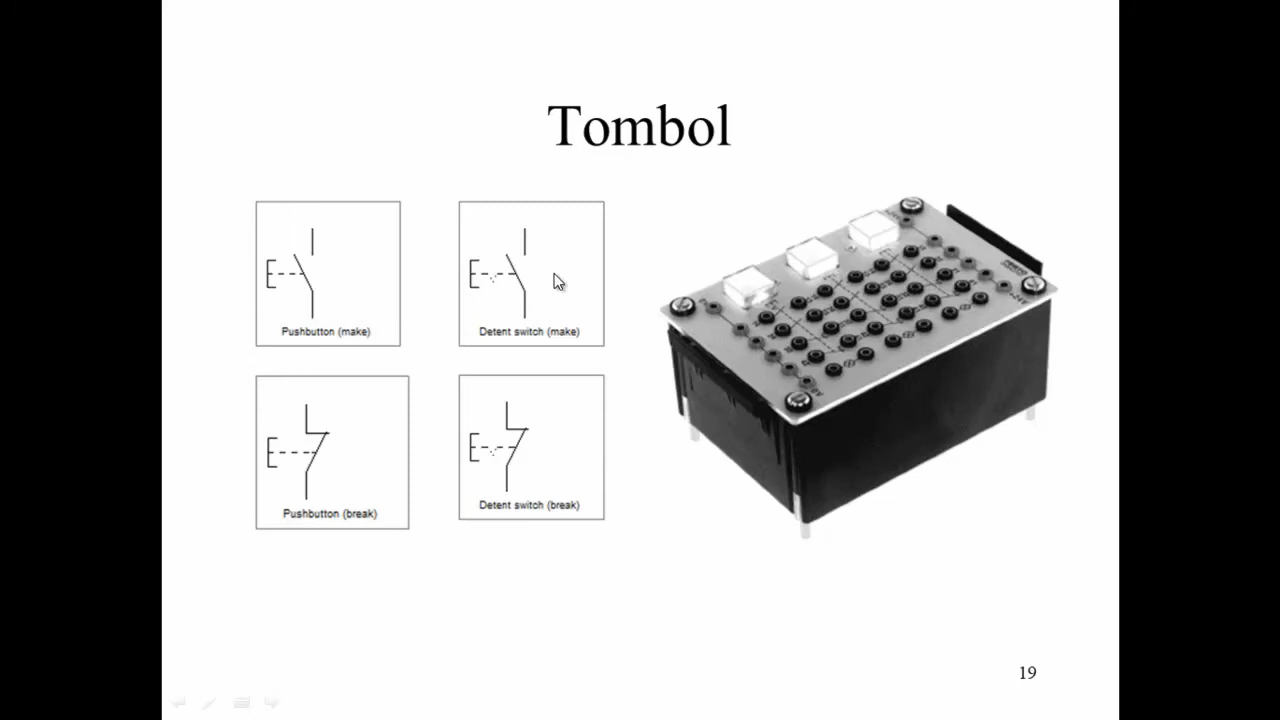 Tombol
Pushbutton (make)
Detent switch (make)
Pushbutton (break)
Detent switch (break)
19